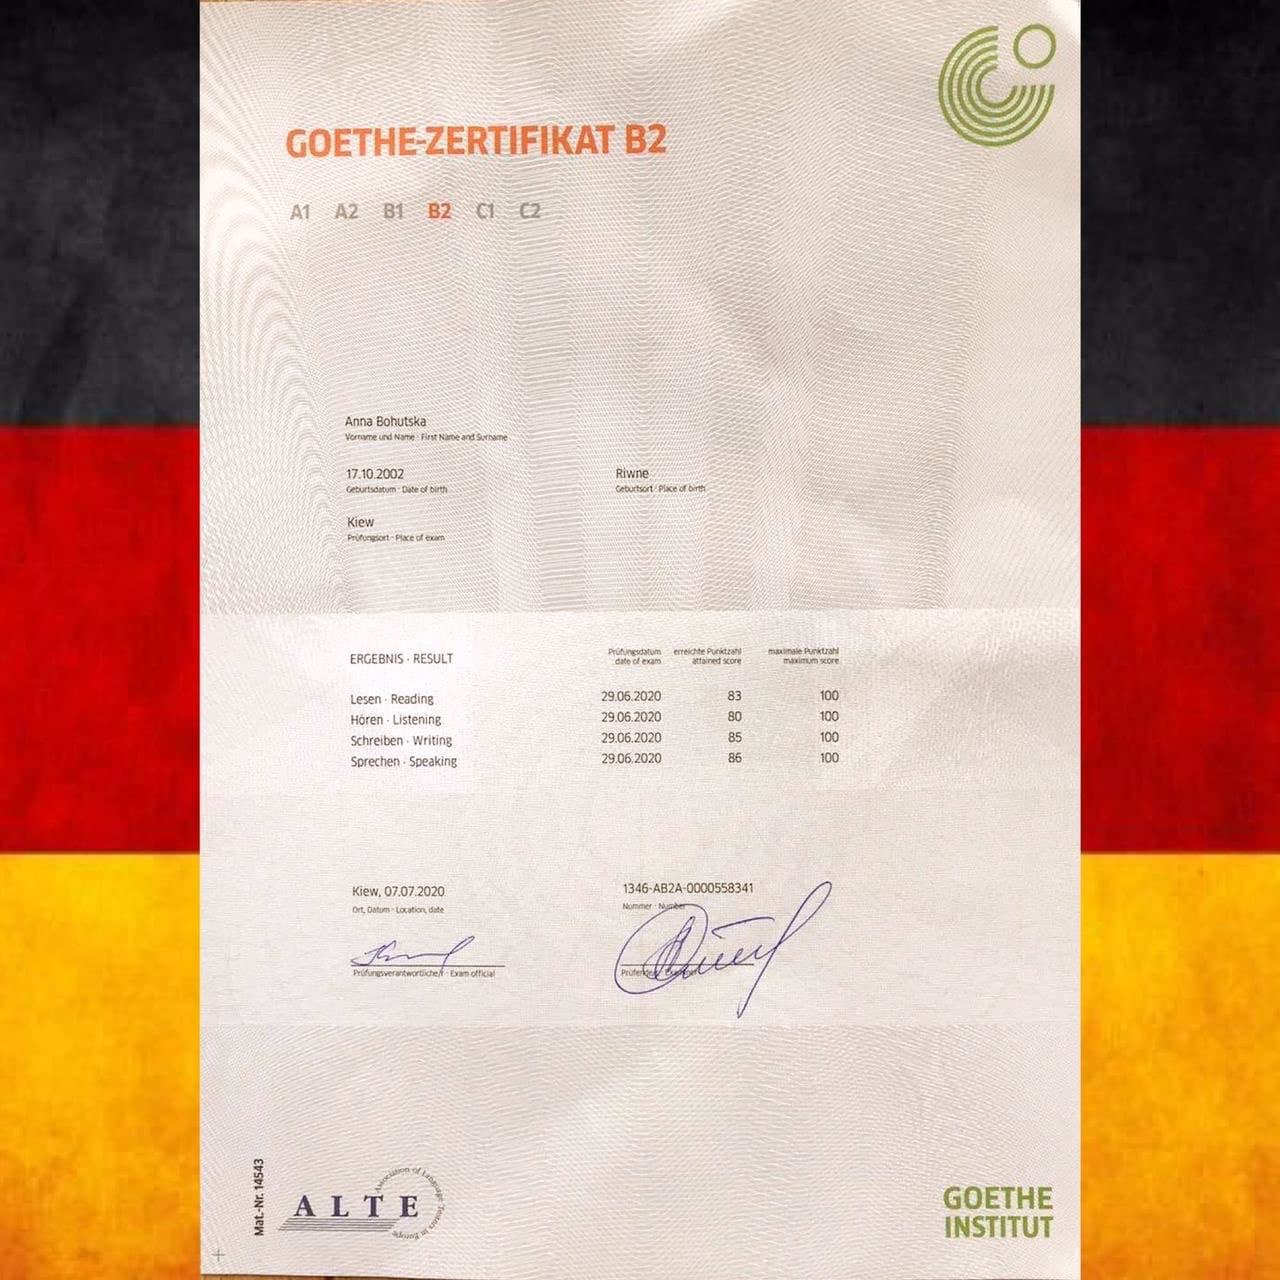 GOETHE-ZERTIFIKAT B2
A1 A2 B1 B2 C1 C2
Anna Bohutska
Vorname und Name · First Name and Surname
17.10.2002 Riwne
Geburtsdatum · Date of birth Geburtsort · Place of birth
Kiew
Prüfungsort · Place of exam
ERGEBNIS · RESULT
Prüfungsdatum erreichte Punktzahl maximale Punktzahl
date of exam attained score maximum score
Lesen · Reading 29.06.2020 83 100
Hören · Listening 29.06.2020 80 100
Schreiben · Writing 29.06.2020 85 100
Sprechen · Speaking 29.06.2020 86 100
Kiew, 07.07.2020 1346-AB2A-0000558341
Ort, Datum · Location, date Nummer · Number
Prüfungsverantwortliche/r · Exam official Prüfende/r · Examiner
Mat.-Nr. 14543
ALTE
Association of Language Testers in Europe
GOETHE
INSTITUT